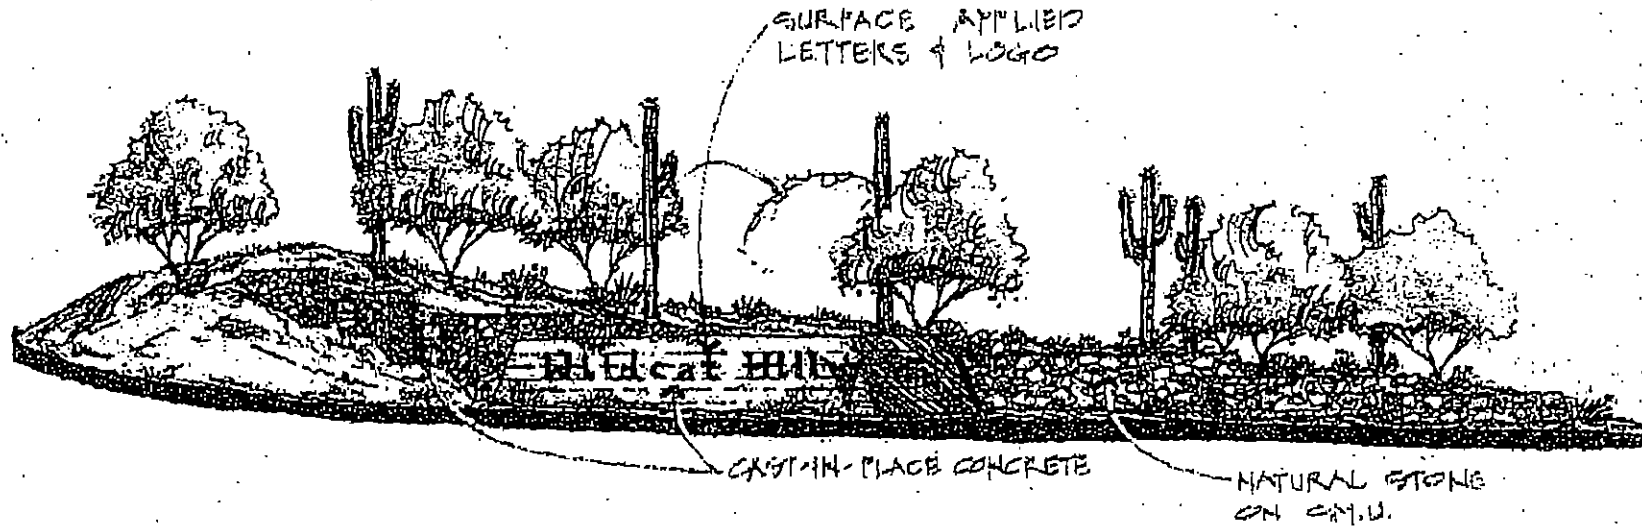 SURFACE APPLIED
LETTERS & LOGO
Wildcat Hills
CAST-IN-PLACE CONCRETE
NATURAL STONE
ON C.M.U.